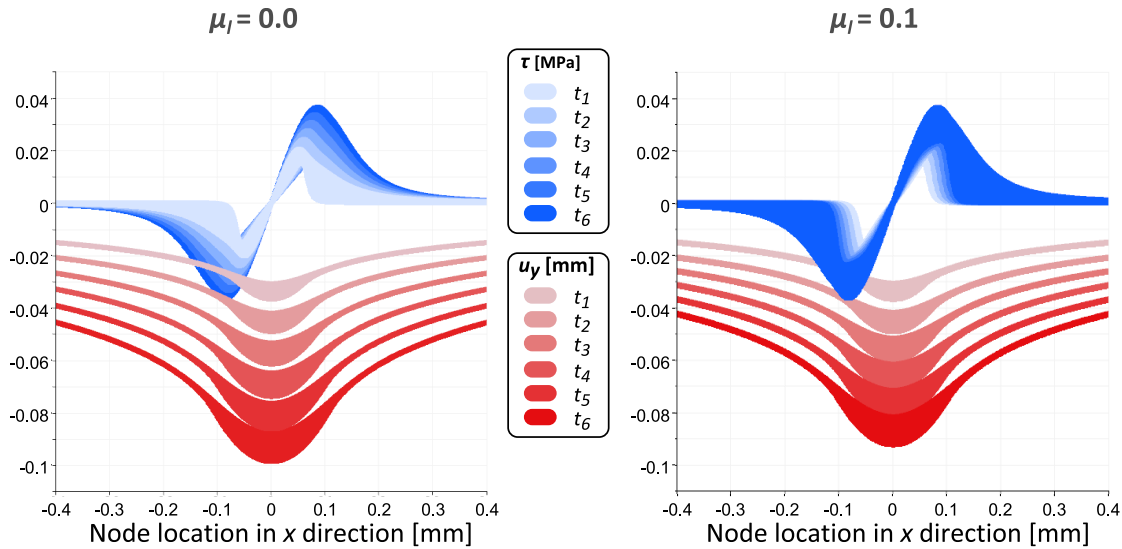 μl = 0.0
μl = 0.1
τ [MPa]
t1
t2
t3
t4
t5
t6
uy [mm]
t1
t2
t3
t4
t5
t6
0.04
0.02
0
-0.02
-0.04
-0.06
-0.08
-0.1
-0.4 -0.3 -0.2 -0.1 0 0.1 0.2 0.3 0.4
Node location in x direction [mm]
0.04
0.02
0
-0.02
-0.04
-0.06
-0.08
-0.1
-0.4 -0.3 -0.2 -0.1 0 0.1 0.2 0.3 0.4
Node location in x direction [mm]